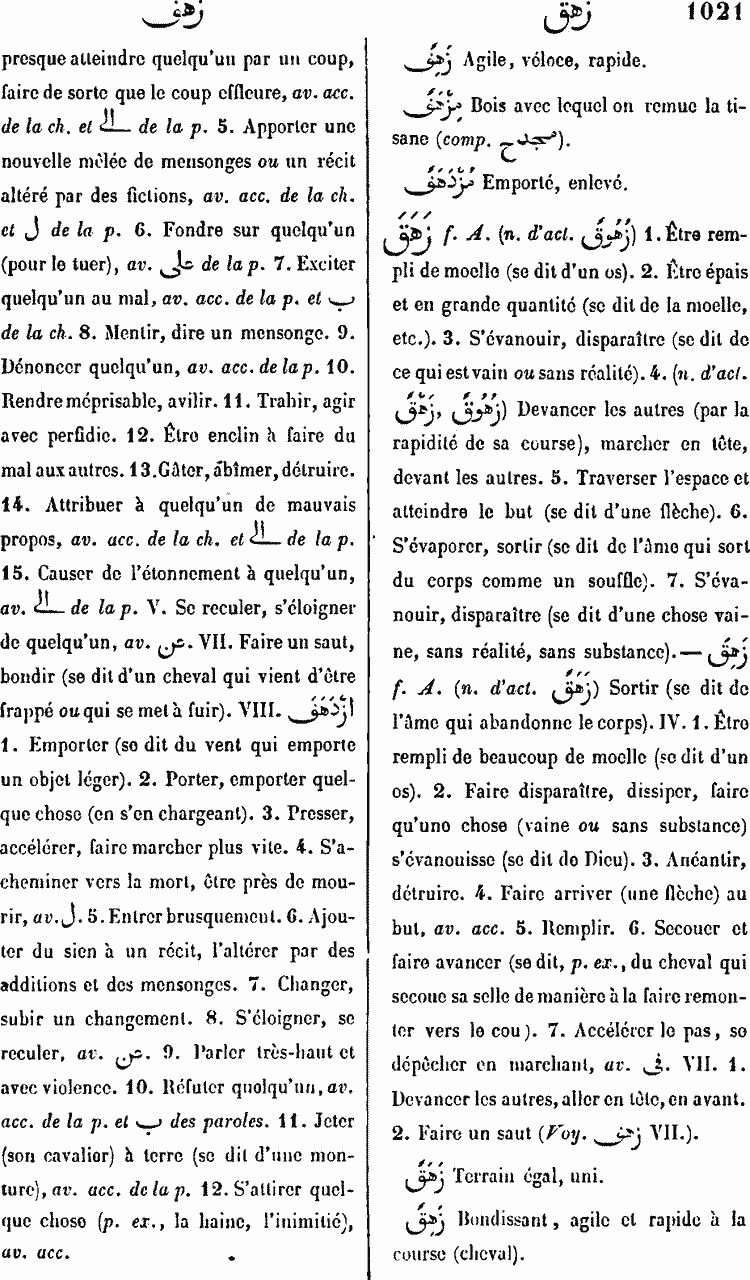 زهف
زهق
1021
presque atteindre quelqu'un par un coup,
faire de sorte que le coup effleure, av. acc.
de la ch. et الى de la p. 5. Apporter une
nouvelle mêlée de mensonges ou un récit
altéré par des fictions, av. acc. de la ch.
et ل de la p. 6. Fondre sur quelqu'un
(pour le tuer), av. على de la p. 7. Exciter
quelqu'un au mal, av. acc. de la p. et ب
de la ch. 8. Mentir, dire un mensonge. 9.
Dénoncer quelqu'un, av. acc. de la p. 10.
Rendre méprisable, avilir. 11. Trahir, agir
avec perfidie. 12. Être enclin à faire du
mal aux autres. 13. Gâter, abîmer, détruire.
14. Attribuer à quelqu'un de mauvais
propos, av. acc. de la ch. et الى de la p.
15. Causer de l'étonnement à quelqu'un,
av. الى de la p. V. Se reculer, s'éloigner
de quelqu'un, av. عن. VII. Faire un saut,
bondir (se dit d'un cheval qui vient d'être
frappé ou qui se met à fuir). VIII. اِزْدَهَفَ
1. Emporter (se dit du vent qui emporte
un objet léger). 2. Porter, emporter quel-
que chose (en s'en chargeant). 3. Presser,
accélérer, faire marcher plus vite. 4. S'a-
cheminer vers la mort, être près de mou-
rir, av. ل. 5. Entrer brusquement. 6. Ajou-
ter du sien à un récit, l'altérer par des
additions et des mensonges. 7. Changer,
subir un changement. 8. S'éloigner, se
reculer, av. عن. 9. Parler très-haut et
avec violence. 10. Réfuter quelqu'un, av.
acc. de la p. et ب des paroles. 11. Jeter
(son cavalier) à terre (se dit d'une mon-
ture), av. acc. de la p. 12. S'attirer quel-
que chose (p. ex., la haine, l'inimitié),
av. acc.
زَهِفٌ Agile, véloce, rapide.
مِزْهَفٌ Bois avec lequel on remue la ti-
sane (comp. مجدح).
مُزْدَهَفٌ Emporté, enlevé.
زَهَقَ f. A. (n. d'act. زُهُوقٌ) 1. Être rem-
pli de moelle (se dit d'un os). 2. Être épais
et en grande quantité (se dit de la moelle,
etc.). 3. S'évanouir, disparaître (se dit de
ce qui est vain ou sans réalité). 4. (n. d'act.
زَهْقٌ, زُهُوقٌ) Devancer les autres (par la
rapidité de sa course), marcher en tête,
devant les autres. 5. Traverser l'espace et
atteindre le but (se dit d'une flèche). 6.
S'évaporer, sortir (se dit de l'âme qui sort
du corps comme un souffle). 7. S'éva-
nouir, disparaître (se dit d'une chose vai-
ne, sans réalité, sans substance). — زَهِقَ
f. A. (n. d'act. زَهَقٌ) Sortir (se dit de
l'âme qui abandonne le corps). IV. 1. Être
rempli de beaucoup de moelle (se dit d'un
os). 2. Faire disparaître, dissiper, faire
qu'une chose (vaine ou sans substance)
s'évanouisse (se dit de Dieu). 3. Anéantir,
détruire. 4. Faire arriver (une flèche) au
but, av. acc. 5. Remplir. 6. Secouer et
faire avancer (se dit, p. ex., du cheval qui
secoue sa selle de manière à la faire remon-
ter vers le cou). 7. Accélérer le pas, se
dépêcher en marchant, av. فى. VII. 1.
Devancer les autres, aller en tête, en avant.
2. Faire un saut (Voy. زهف VII.).
زَهَقٌ Terrain égal, uni.
زَهِقٌ Bondissant, agile et rapide à la
course (cheval).